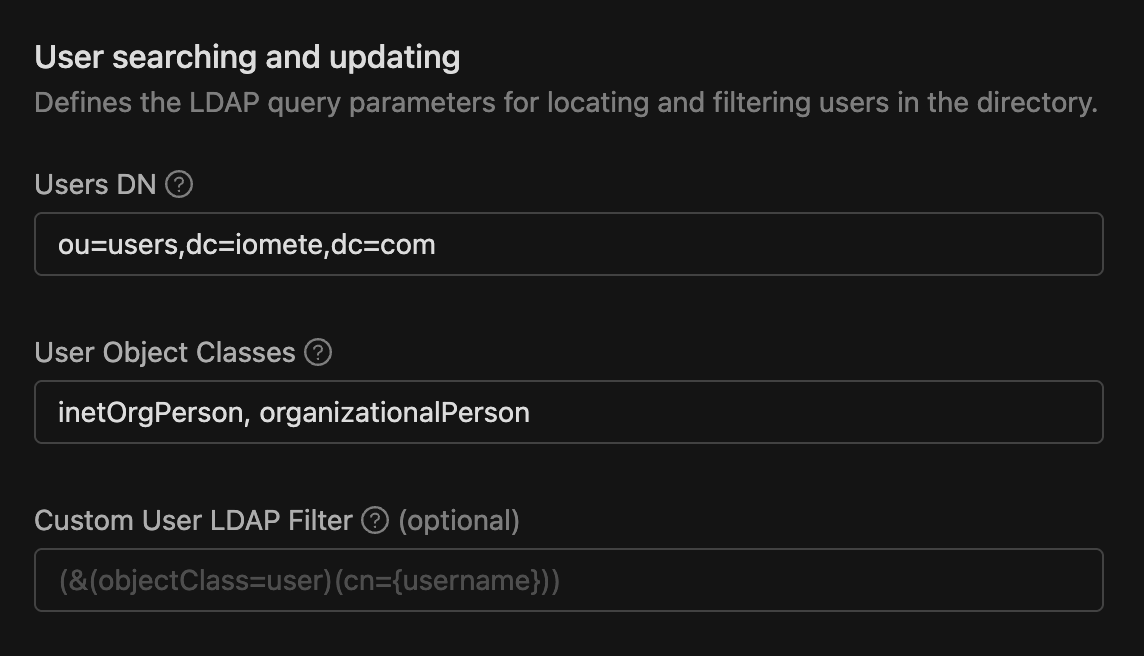 User searching and updating
Defines the LDAP query parameters for locating and filtering users in the directory.
Users DN ?
ou=users,dc=iomete,dc=com
User Object Classes ?
inetOrgPerson, organizationalPerson
Custom User LDAP Filter ? (optional)
(&(objectClass=user)(cn={username}))